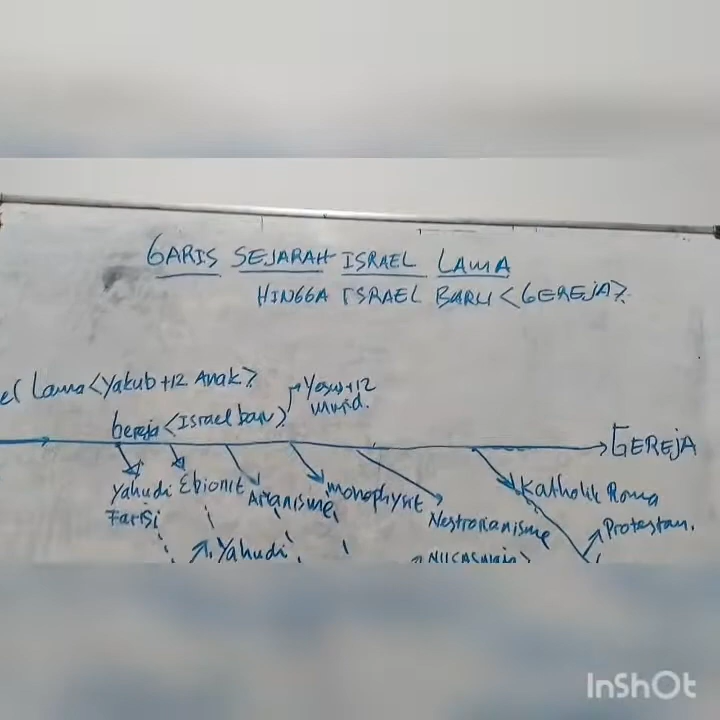 GARIS SEJARAH ISRAEL LAMA
HINGGA ISRAEL BARU <GEREJA>.
el Lama <Yakub +12 Anak>
Yesus +12
Murid.
Gereja <Israel baru>
GEREJA
Yahudi
Farisi
Ebionit
Arianisme
monophysit
Nestorianisme
Katholik Roma
Protestan.
Yahudi
InShOt